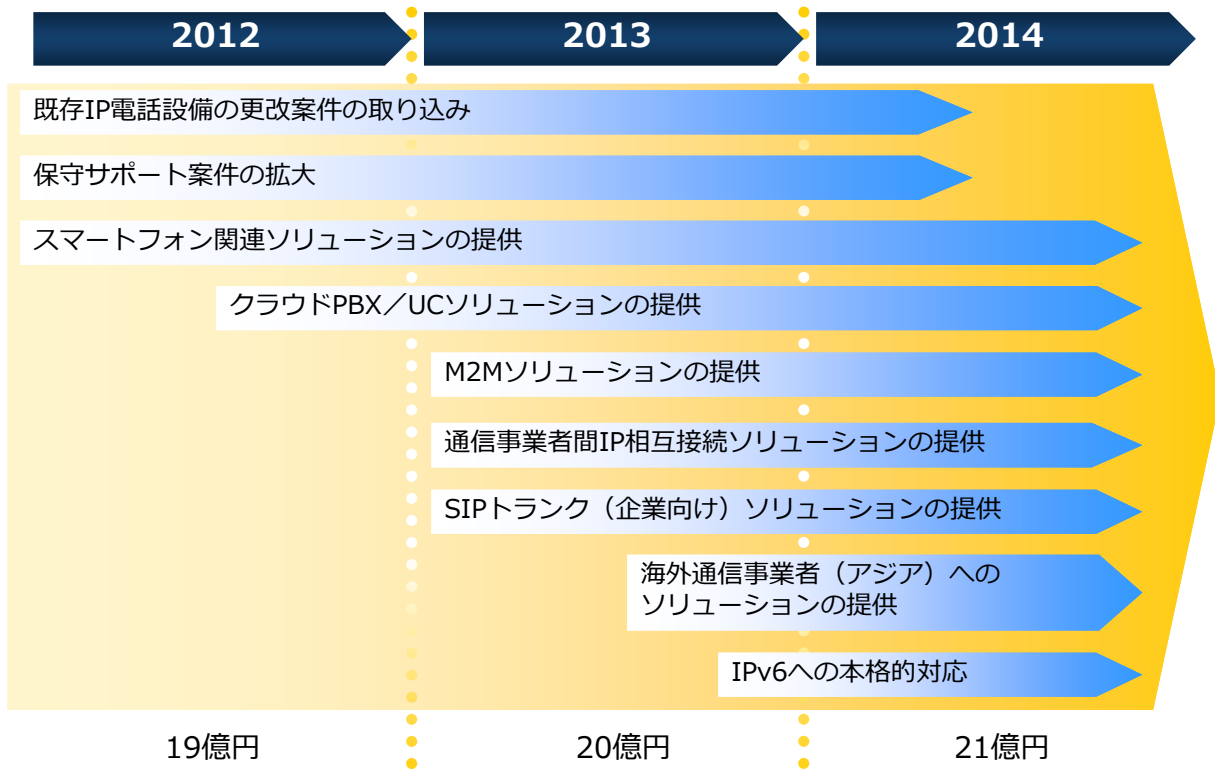 2012
2013
2014
既存IP電話設備の更改案件の取り込み
保守サポート案件の拡大
スマートフォン関連ソリューションの提供
クラウドPBX／UCソリューションの提供
M2Mソリューションの提供
通信事業者間IP相互接続ソリューションの提供
SIPトランク（企業向け）ソリューションの提供
海外通信事業者（アジア）への
ソリューションの提供
IPv6への本格的対応
19億円
20億円
21億円